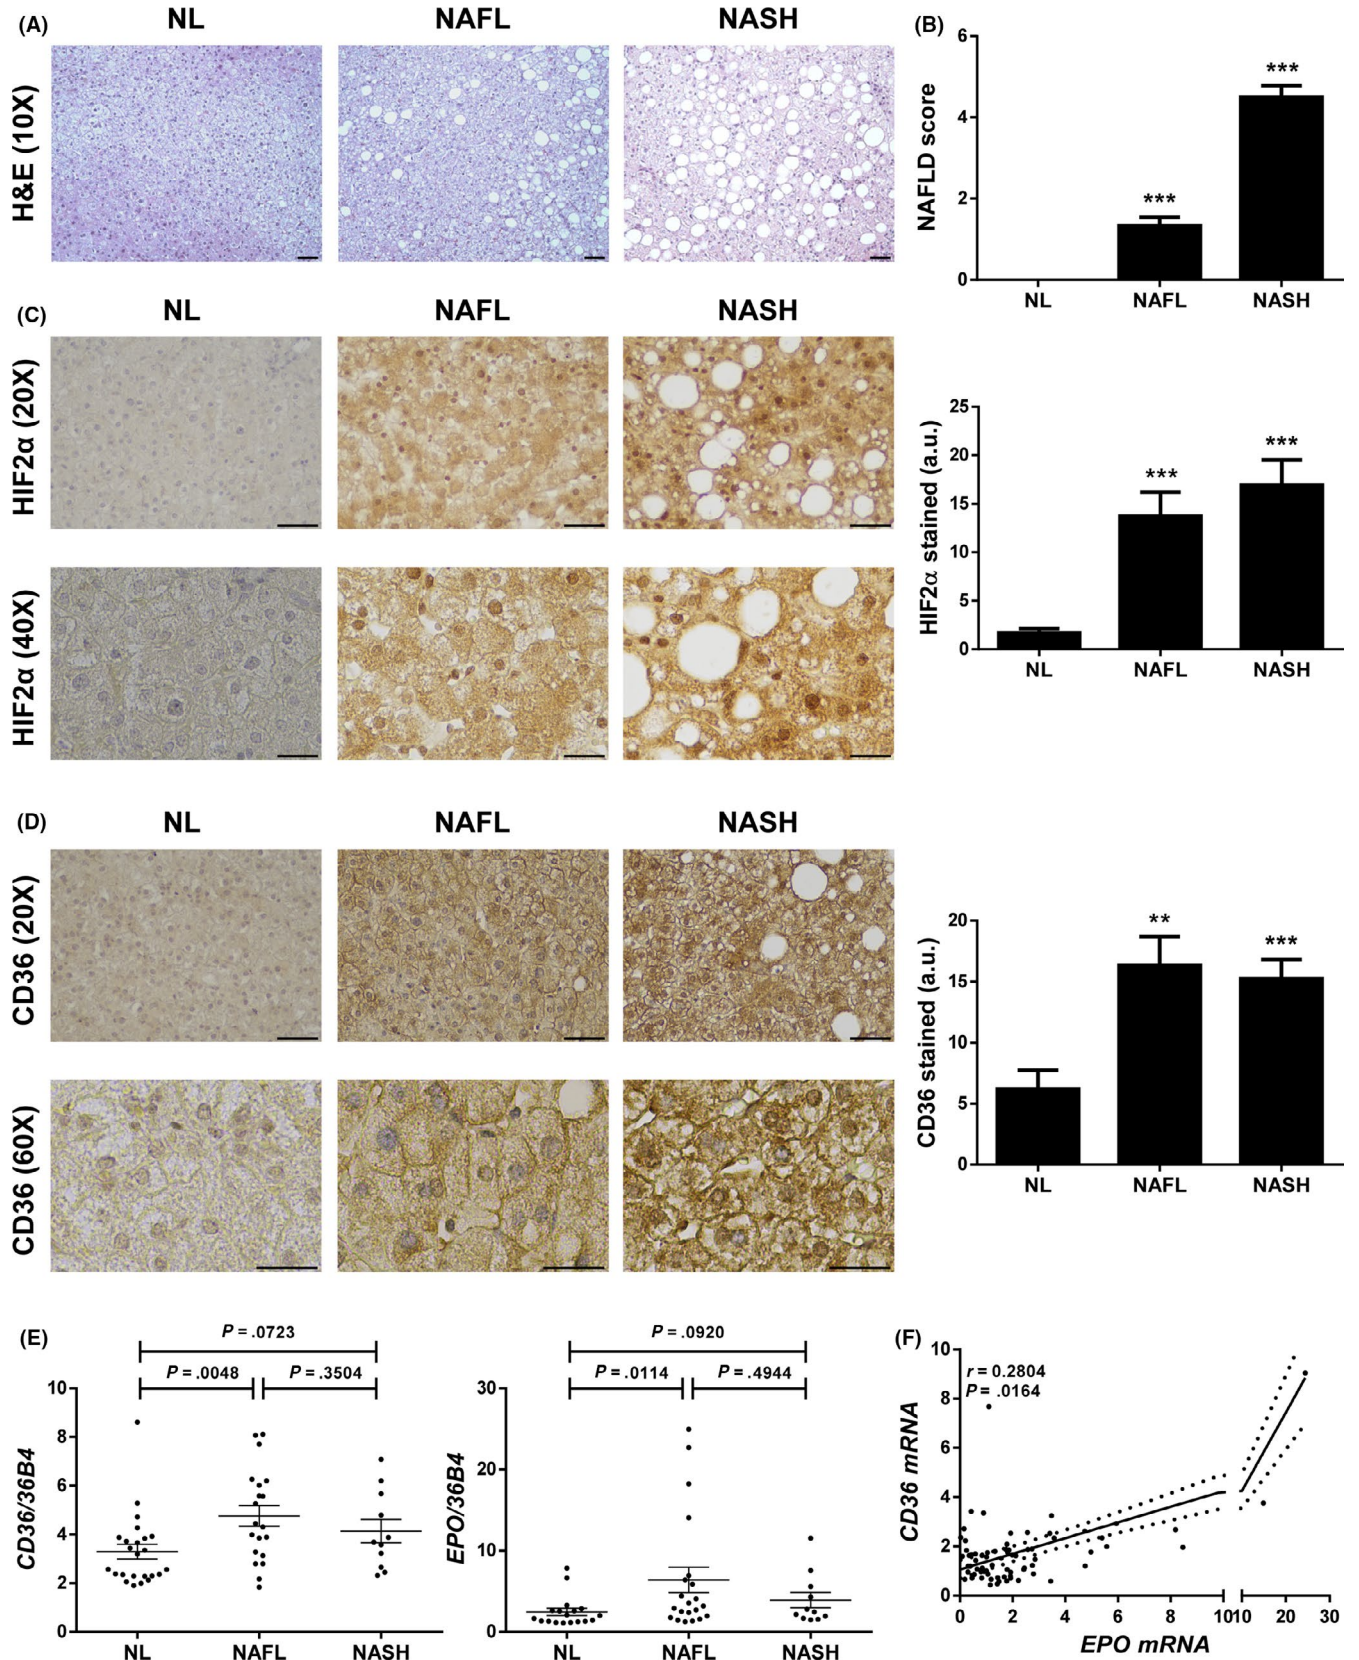 (A)
NL NAFL NASH
H&E (10X)
(B)
NAFLD score
6
4
2
0
***
***
NL NAFL NASH
(C)
NL NAFL NASH
HIF2α (20X)
HIF2α (40X)
HIF2α stained (a.u.)
25
20
15
10
5
0
***
***
NL NAFL NASH
(D)
NL NAFL NASH
CD36 (20X)
CD36 (60X)
CD36 stained (a.u.)
20
15
10
5
0
**
***
NL NAFL NASH
(E)
P = .0723
P = .0048 P = .3504
CD36/36B4
10
8
6
4
2
0
NL NAFL NASH
P = .0920
P = .0114 P = .4944
EPO/36B4
30
20
10
0
NL NAFL NASH
(F)
r = 0.2804
P = .0164
CD36 mRNA
10
8
6
4
2
0
0 2 4 6 8 10 10 20 30
EPO mRNA